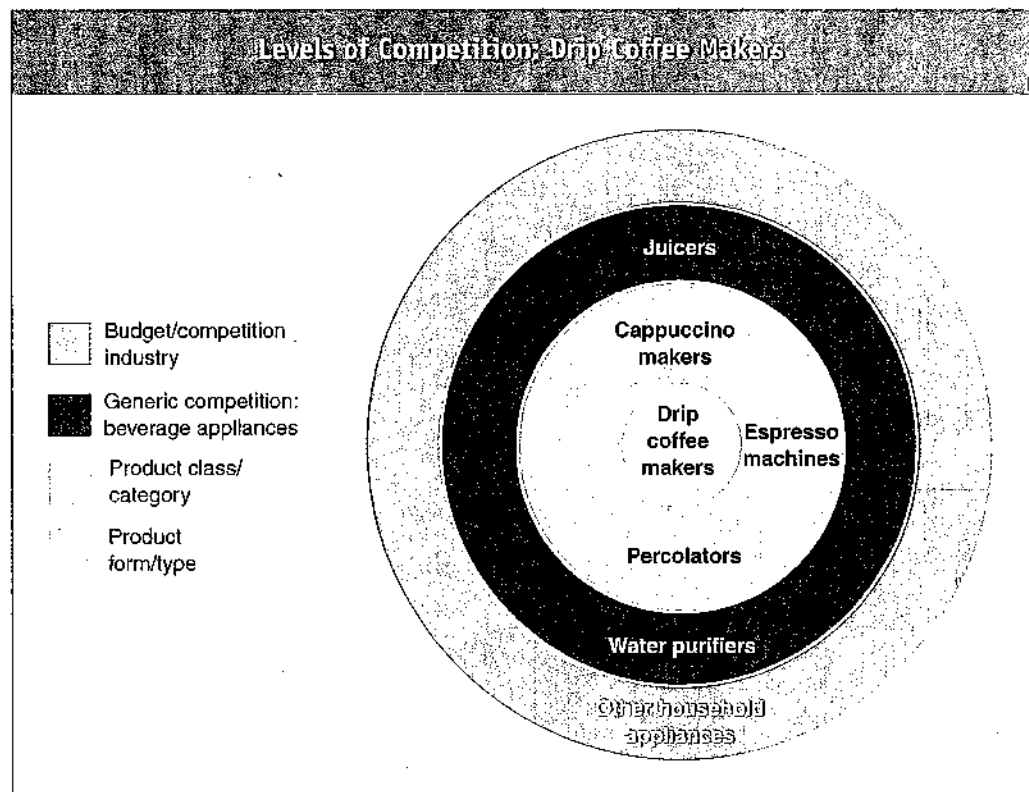 Levels of Competition: Drip Coffee Makers
Budget/competition
industry
Generic competition:
beverage appliances
Product class/
category
Product
form/type
Juicers
Cappuccino
makers
Drip
coffee
makers
Espresso
machines
Percolators
Water purifiers
Other household
appliances